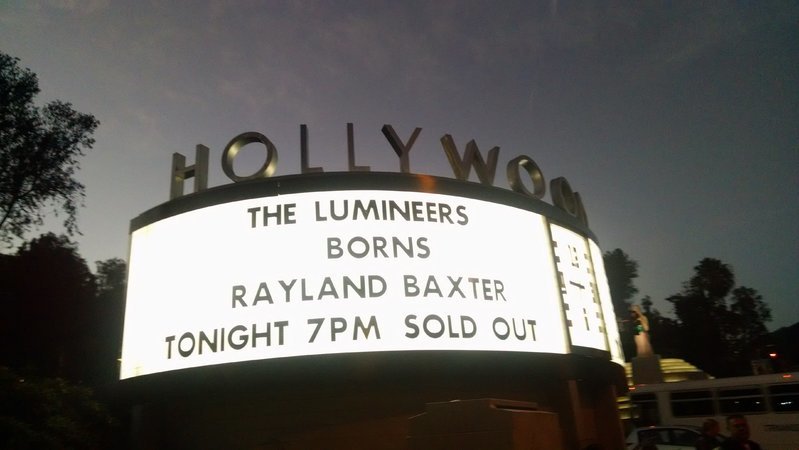 HOLLYWOO
THE LUMINEERS
BORNS
RAYLAND BAXTER
TONIGHT 7PM SOLD OUT